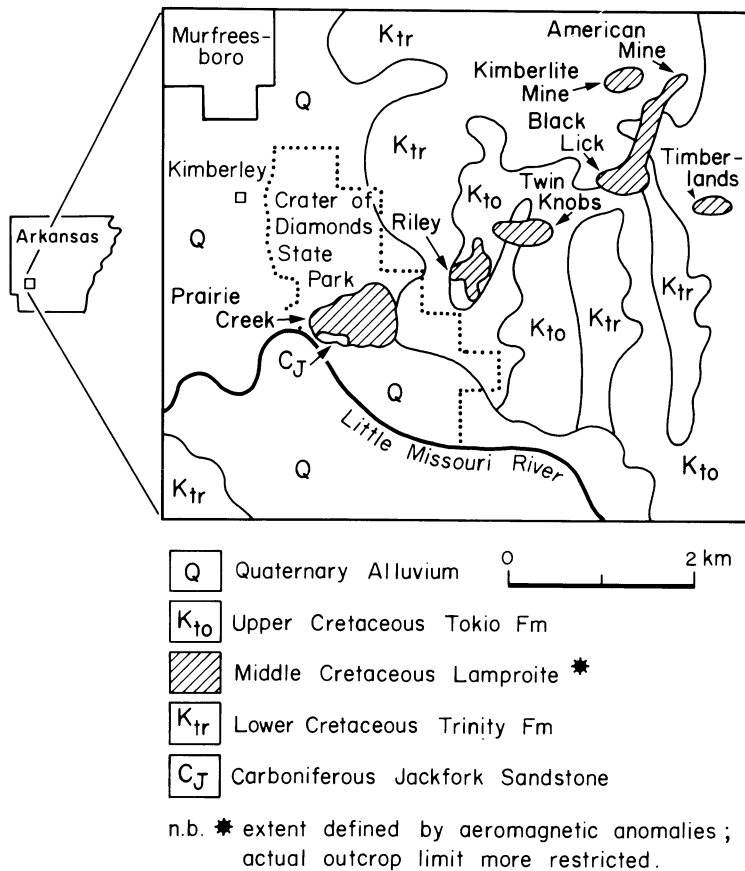 Murfrees-
boro
Ktr
American
Mine
Kimberlite
Mine
Q
Black
Lick
Ktr
Timber-
lands
Kimberley
Kto
Twin
Knobs
Crater of
Diamonds
State
Park
Riley
Arkansas
Q
Prairie
Creek
Ktr
Kto
Ktr
CJ
Q
Little Missouri River
Q
Kto
Ktr
0 2 km
Q Quaternary Alluvium
Kto Upper Cretaceous Tokio Fm
Middle Cretaceous Lamproite ✸
Ktr Lower Cretaceous Trinity Fm
CJ Carboniferous Jackfork Sandstone
n.b. ✸ extent defined by aeromagnetic anomalies;
actual outcrop limit more restricted.